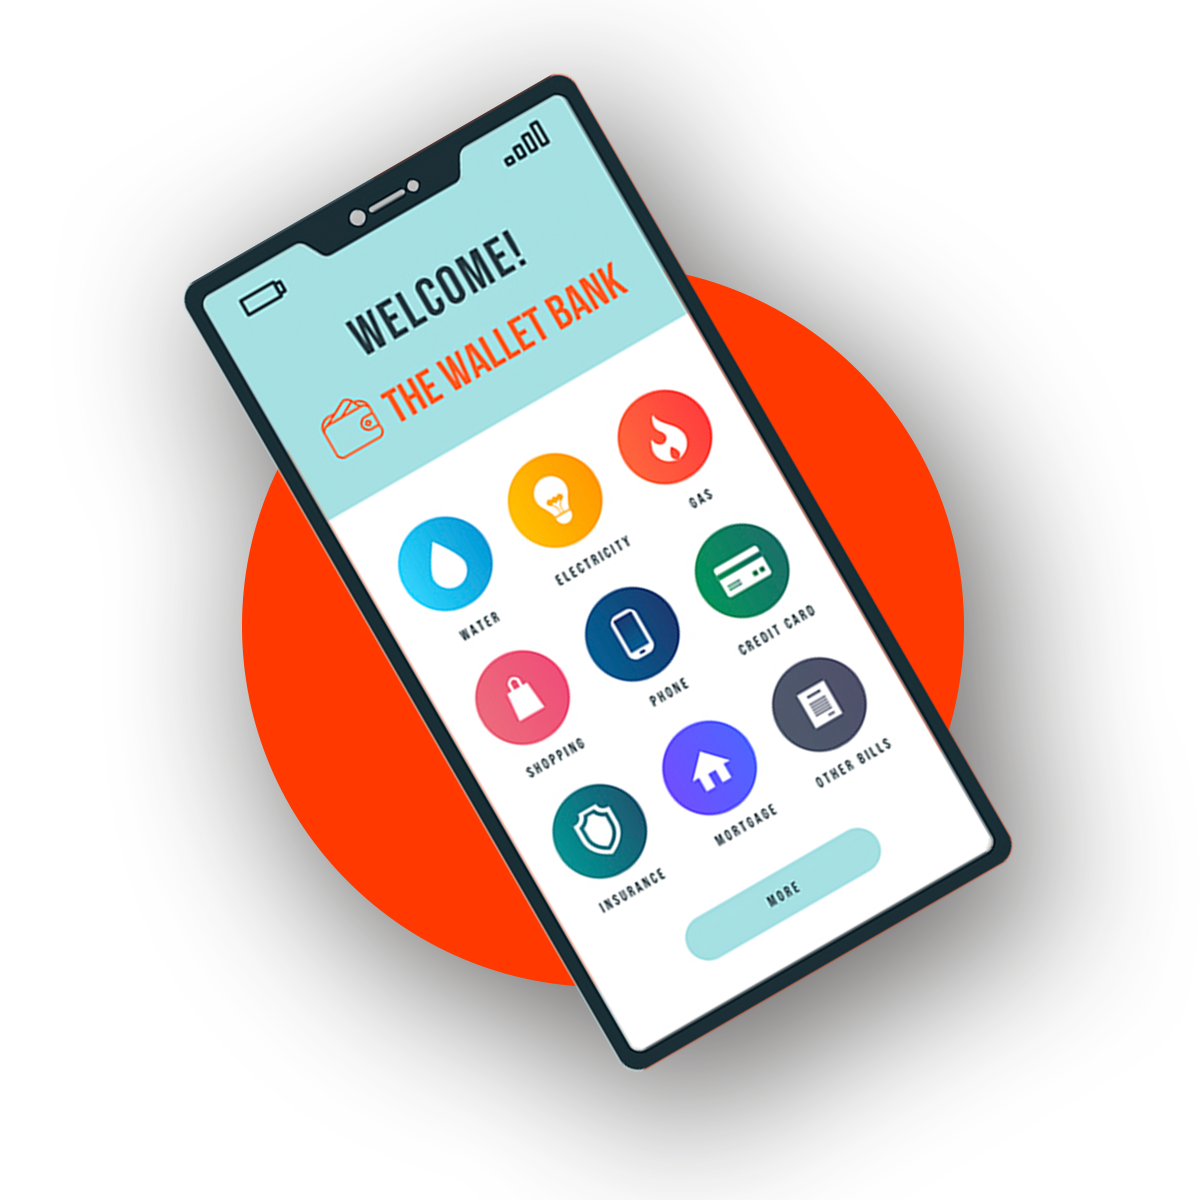 WELCOME!
THE WALLET BANK
WATER
ELECTRICITY
GAS
SHOPPING
PHONE
CREDIT CARD
INSURANCE
MORTGAGE
OTHER BILLS
MORE